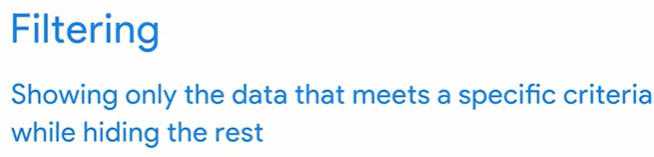 Filtering
Showing only the data that meets a specific criteria
while hiding the rest